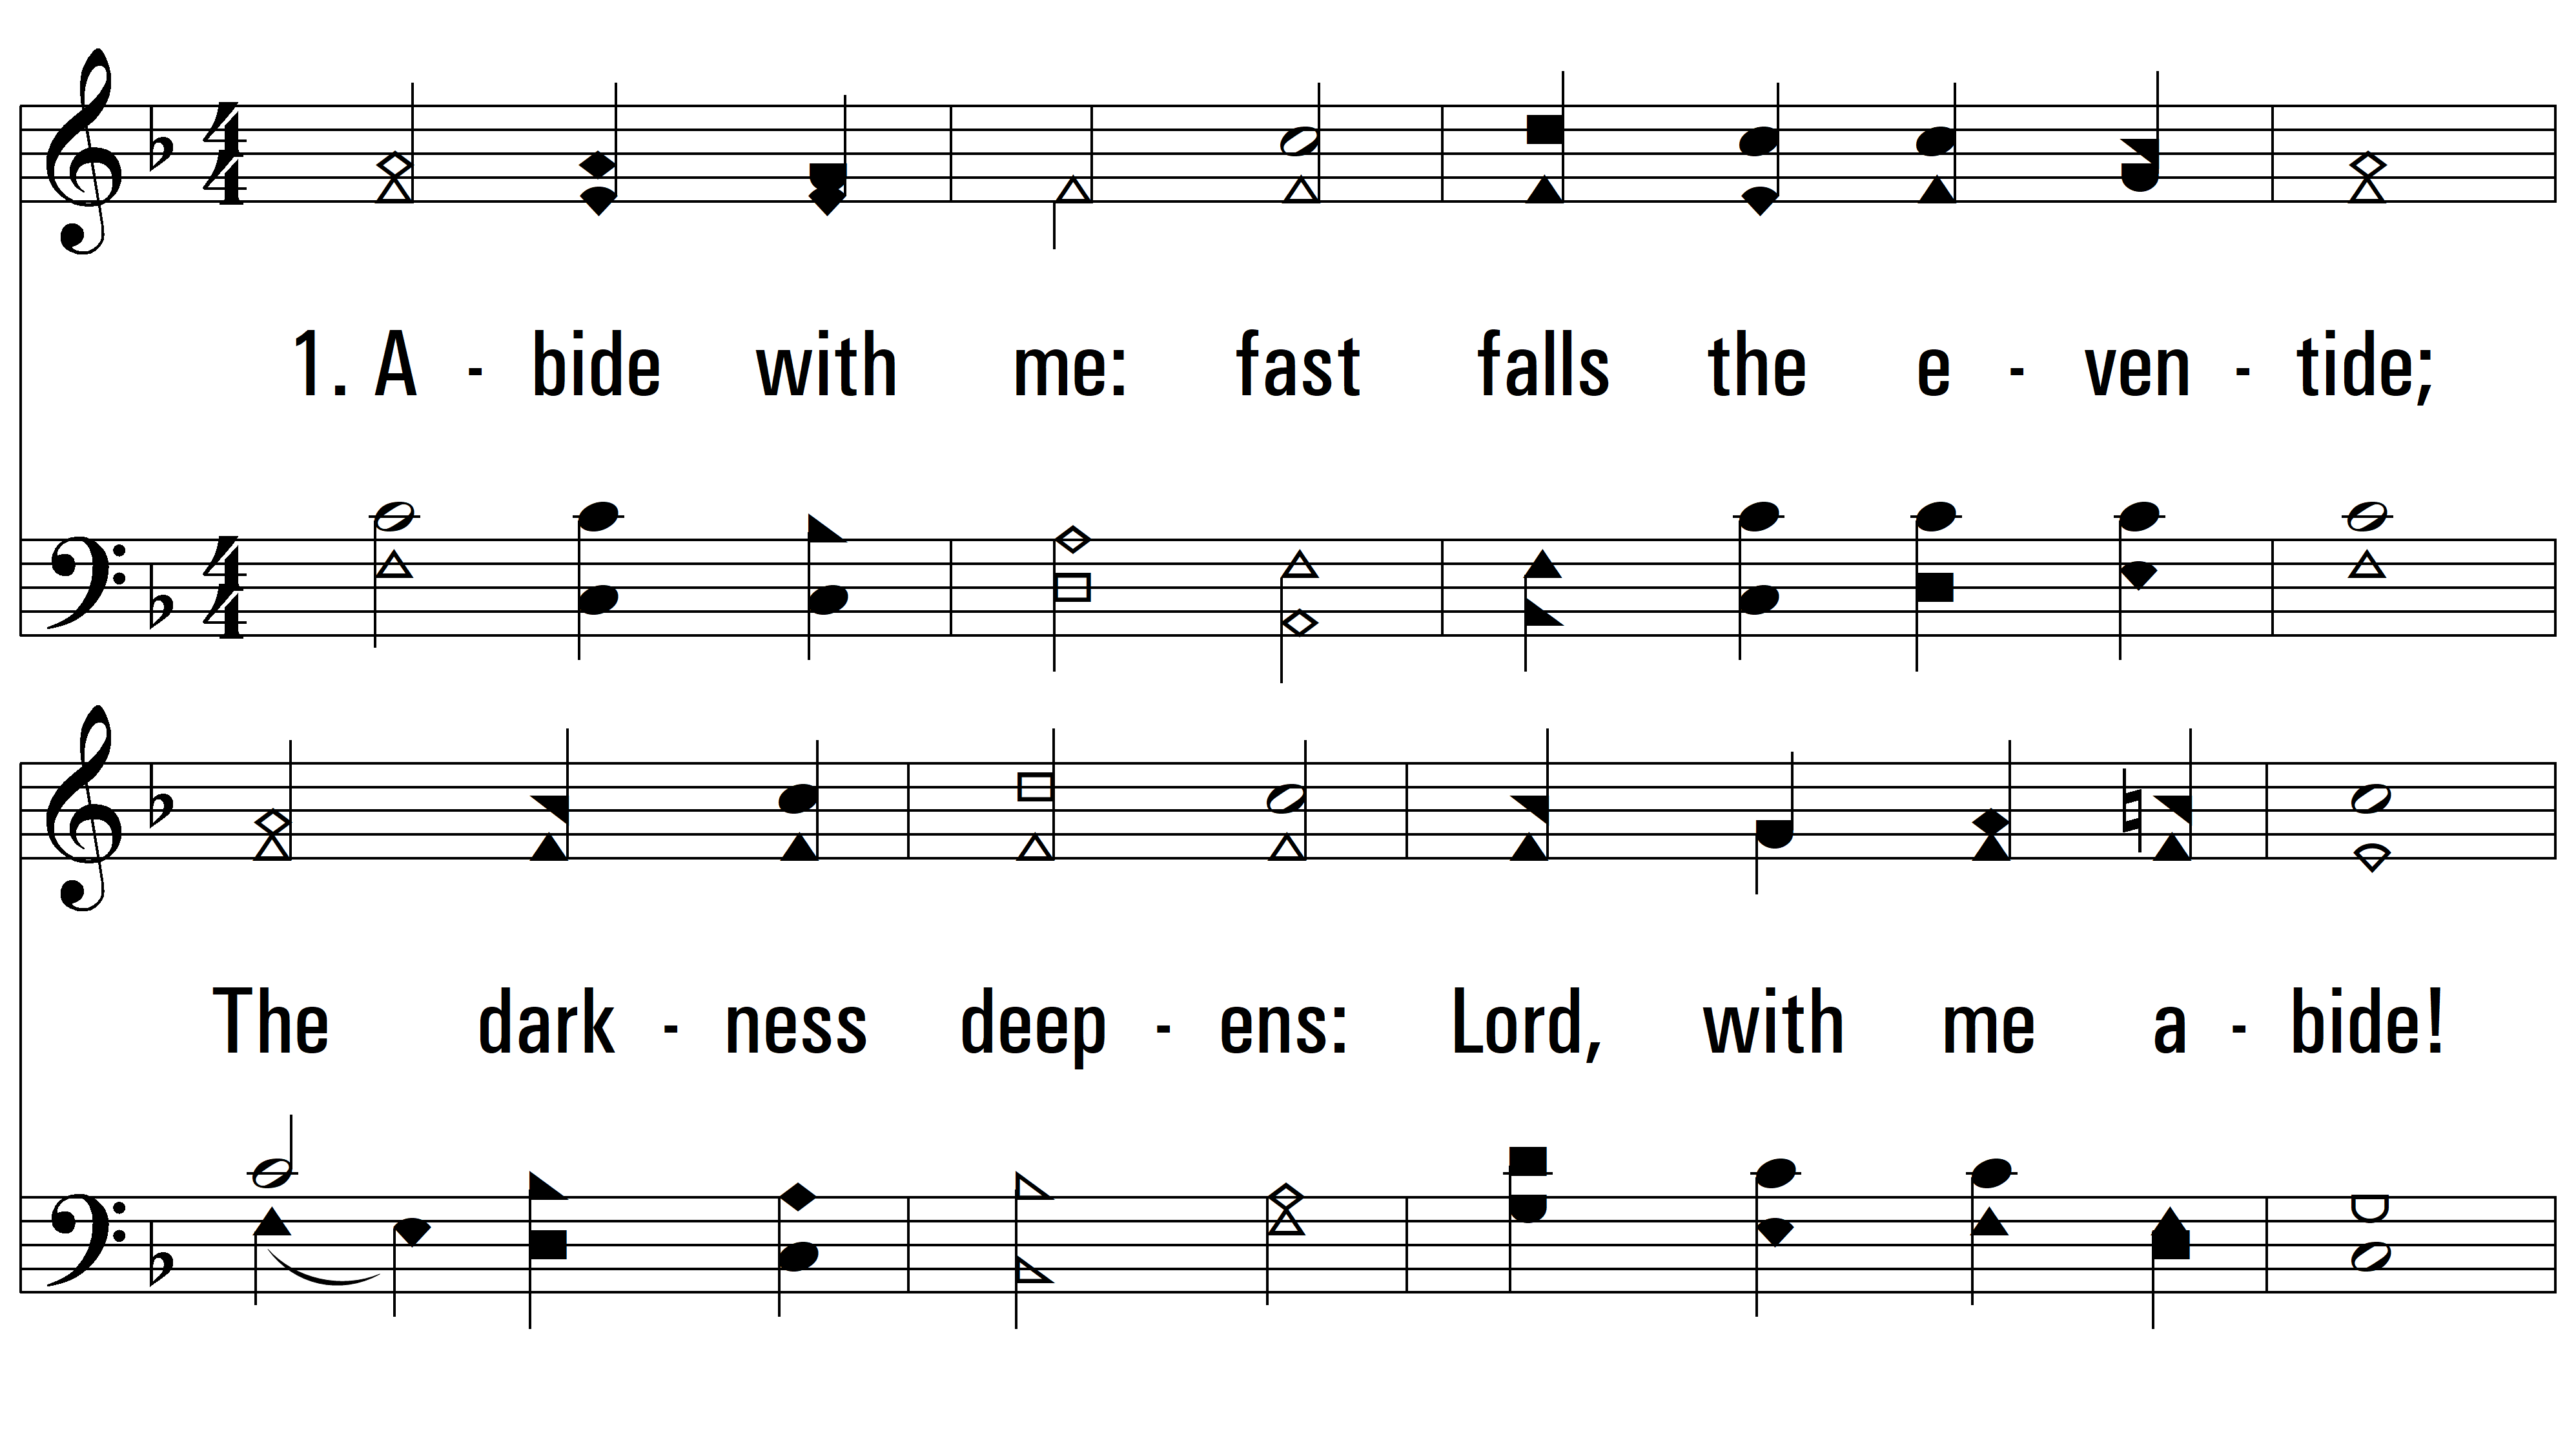 1. A - bide with me: fast falls the e - ven - tide;
The dark - ness deep - ens: Lord, with me a - bide!